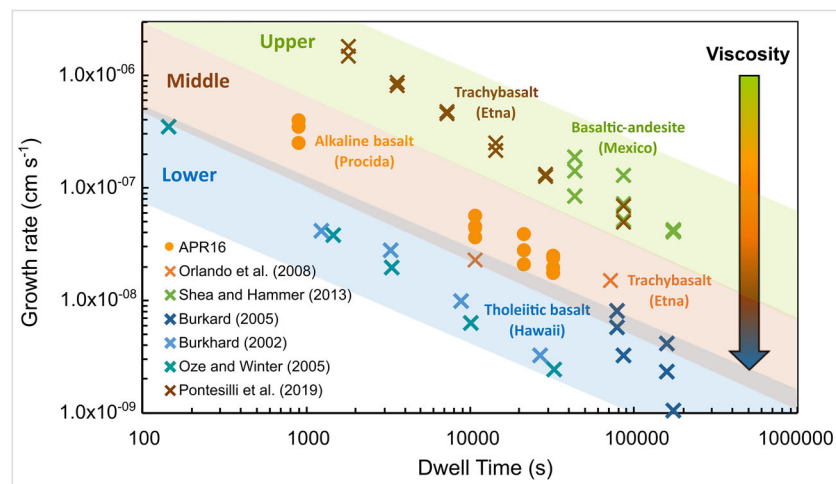 Upper
Viscosity
1.0x10⁻⁰⁶
Middle
Trachybasalt
(Etna)
Basaltic-andesite
(Mexico)
Alkaline basalt
(Procida)
Growth rate (cm s⁻¹)
1.0x10⁻⁰⁷
Lower
APR16
Orlando et al. (2008)
Shea and Hammer (2013)
Burkard (2005)
Burkhard (2002)
Oze and Winter (2005)
Pontesilli et al. (2019)
Trachybasalt
(Etna)
1.0x10⁻⁰⁸
Tholeiitic basalt
(Hawaii)
1.0x10⁻⁰⁹
100
1000
10000
100000
1000000
Dwell Time (s)